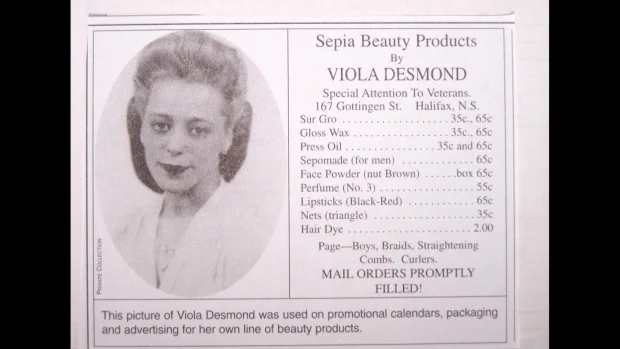 Sepia Beauty Products
By
VIOLA DESMOND
Special Attention To Veterans.
167 Gottingen St. Halifax, N.S.
Sur Gro . . . . . . . . . . . . . . . . . . . 35c., 65c
Gloss Wax . . . . . . . . . . . . . . . . . 35c., 65c
Press Oil . . . . . . . . . . . . . . . 35c and 65c
Sepomade (for men) . . . . . . . . . . . . 65c
Face Powder (nut Brown) . . . . . .box 65c
Perfume (No. 3) . . . . . . . . . . . . . . . . 55c
Lipsticks (Black-Red) . . . . . . . . . . . . 65c
Nets (triangle) . . . . . . . . . . . . . . . . . 35c
Hair Dye . . . . . . . . . . . . . . . . . . . . 2.00
Page—Boys, Braids, Straightening
Combs. Curlers.
MAIL ORDERS PROMPTLY
FILLED!
PRIVATE COLLECTION
This picture of Viola Desmond was used on promotional calendars, packaging
and advertising for her own line of beauty products.